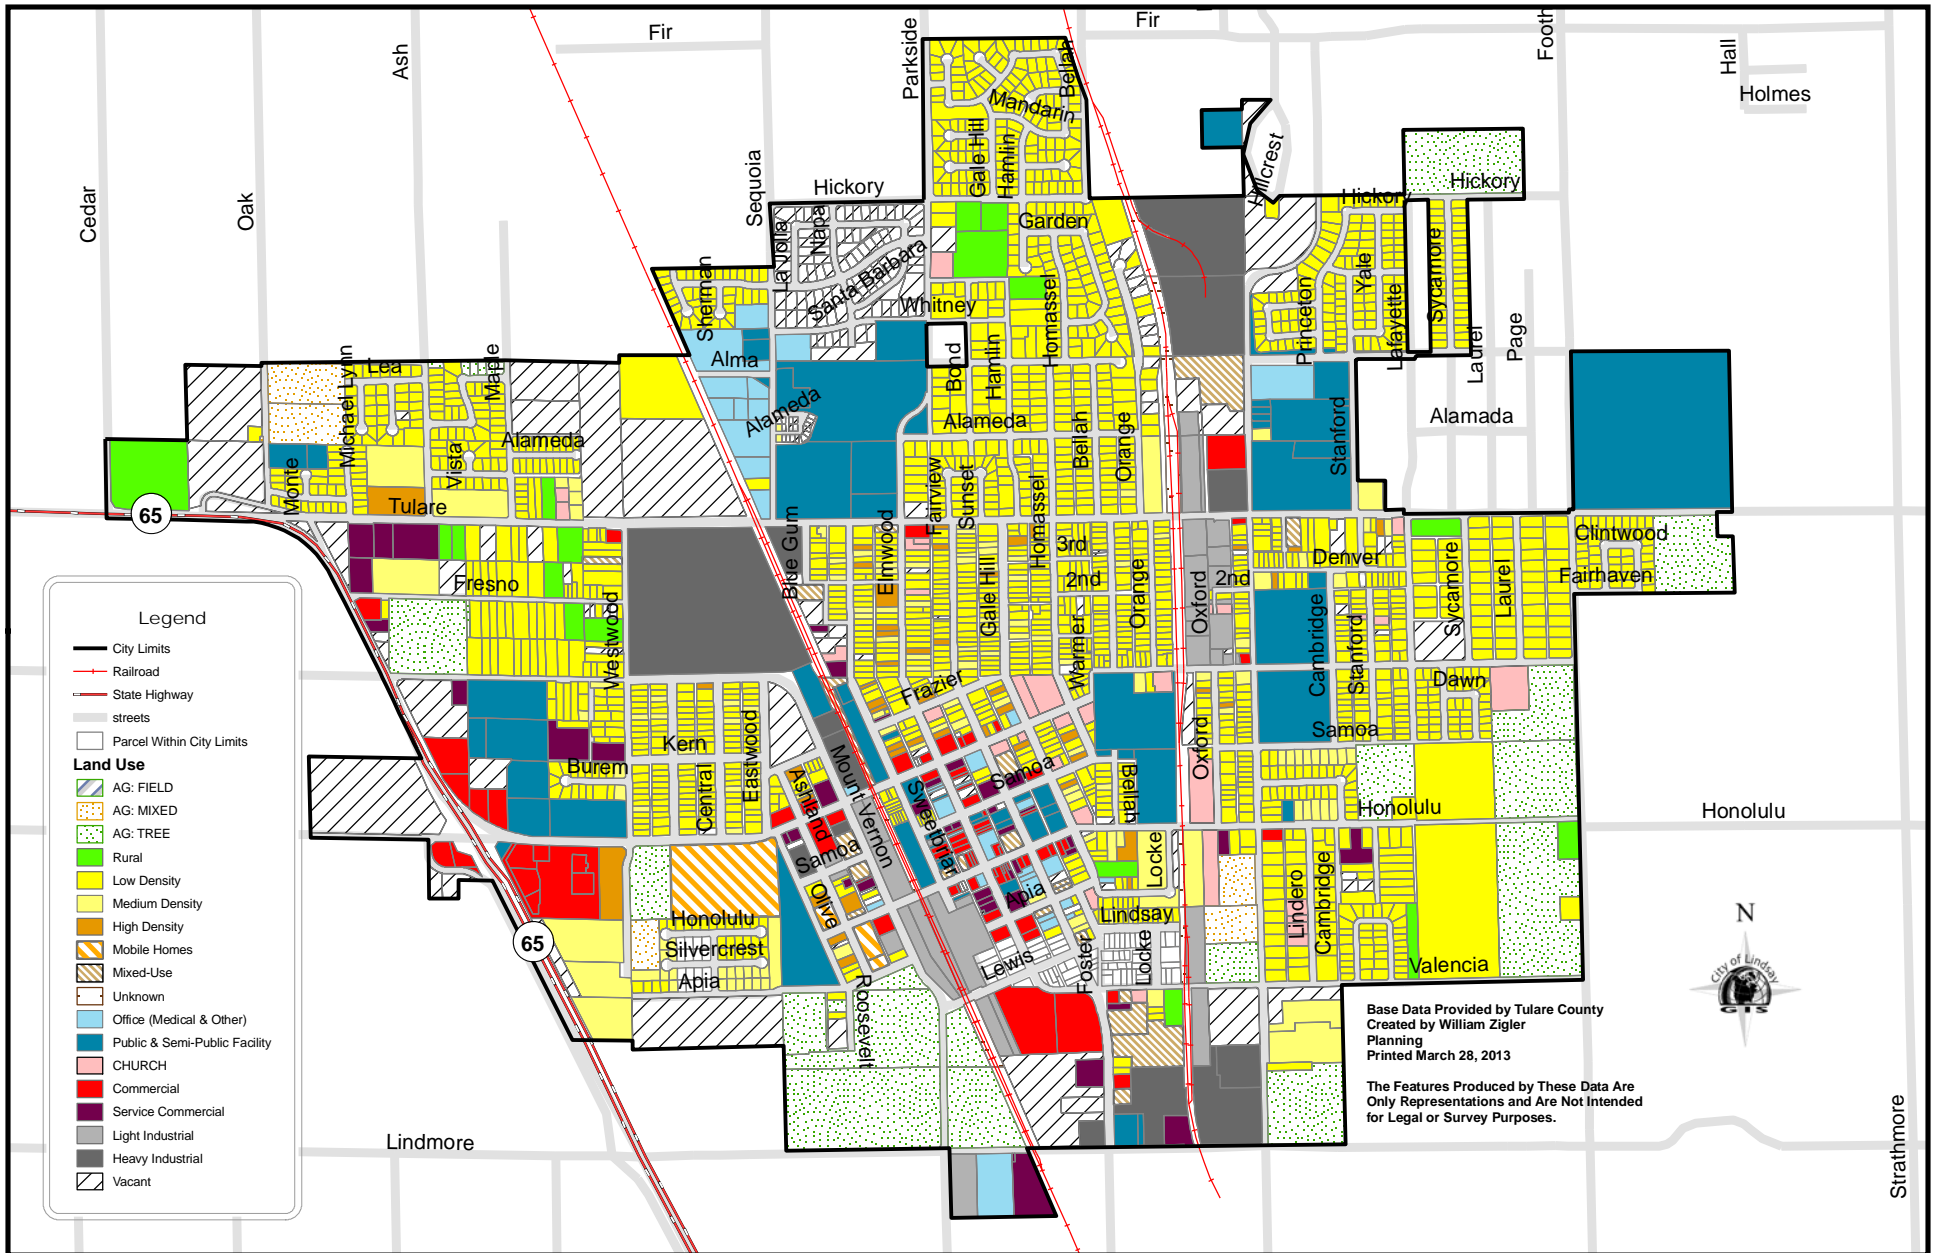 Fir
Fir
Footh
Hall
Holmes
Ash
Parkside
Bellah
Mandarin
Gale Hill
Hamlin
Cedar
Oak
Sequoia
Hickory
Hillcrest
Hickory
Hickory
La Jolla
Napa
Santa Barbara
Garden
Sherman
Whitney
Homassel
Princeton
Yale
Lafayette
Sycamore
Laurel
Page
Alma
Bond
Hamlin
Lea
Michael Lynn
Maple
Alameda
Alameda
Bellah
Orange
Stanford
Alamada
Alameda
Vista
Monte
Tulare
Fairview
Sunset
Homassel
65
Blue Gum
Elmwood
Gale Hill
3rd
2nd
Orange
Warmer
Oxford
2nd
Denver
Cambridge
Stanford
Sycamore
Laurel
Clintwood
Fairhaven
Fresno
Westwood
Frazier
Dawn
Samoa
Kern
Burem
Central
Eastwood
Ashland
Mount Vernon
Sweetbriar
Samoa
Bellah
Oxford
Honolulu
Honolulu
Samoa
Olive
Apia
Locke
Lindsay
Lindero
Cambridge
Honolulu
Silvercrest
Apia
65
Roosevelt
Lewis
Foster
Locke
Valencia
Lindmore
Strathmore
Legend
City Limits
Railroad
State Highway
streets
Parcel Within City Limits
Land Use
AG: FIELD
AG: MIXED
AG: TREE
Rural
Low Density
Medium Density
High Density
Mobile Homes
Mixed-Use
Unknown
Office (Medical & Other)
Public & Semi-Public Facility
CHURCH
Commercial
Service Commercial
Light Industrial
Heavy Industrial
Vacant
N
City of Lindsay
GIS
Base Data Provided by Tulare County
Created by William Zigler
Planning
Printed March 28, 2013
The Features Produced by These Data Are
Only Representations and Are Not Intended
for Legal or Survey Purposes.